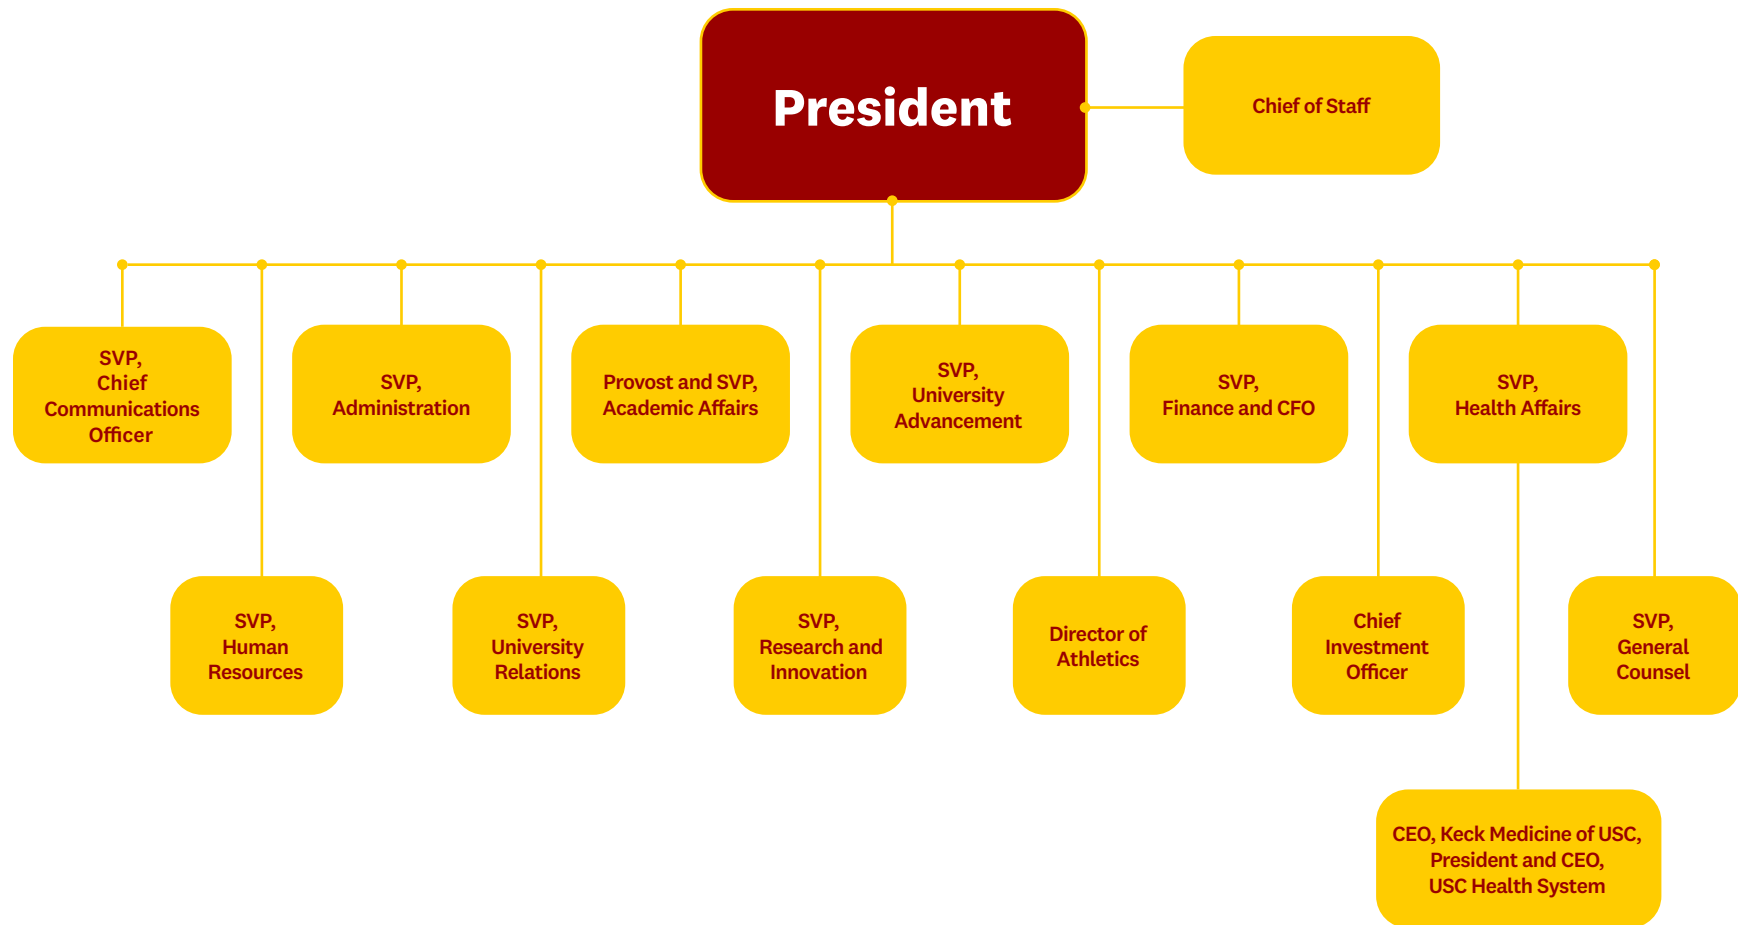 President
Chief of Staff
SVP,
Chief
Communications
Officer
SVP,
Administration
Provost and SVP,
Academic Affairs
SVP,
University
Advancement
SVP,
Finance and CFO
SVP,
Health Affairs
SVP,
Human
Resources
SVP,
University
Relations
SVP,
Research and
Innovation
Director of
Athletics
Chief
Investment
Officer
SVP,
General
Counsel
CEO, Keck Medicine of USC,
President and CEO,
USC Health System